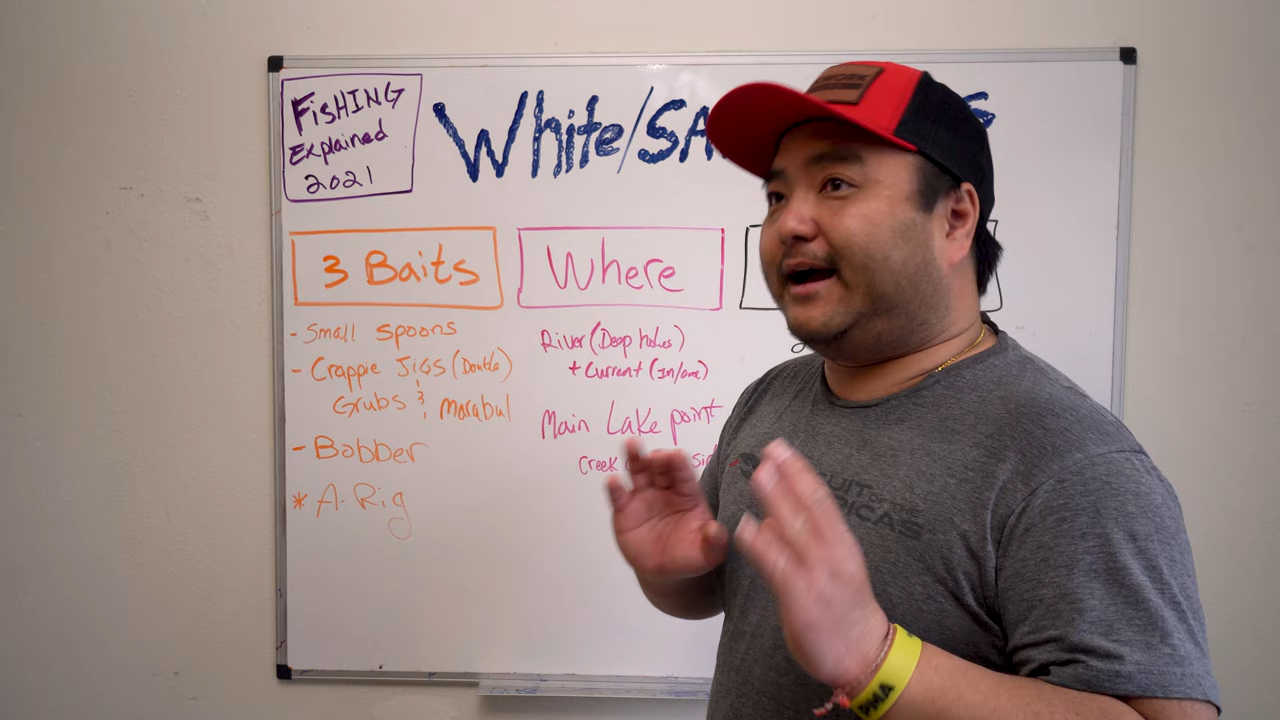 FisHING
Explained
2021
White/SA
3 Baits
- Small spoons
- Crappie JIGS (Double)
Grubs & Marabul
- Bobber
* A-Rig
Where
River (Deep holes)
+ Current (In/out)
Main Lake point
Creek
PMA